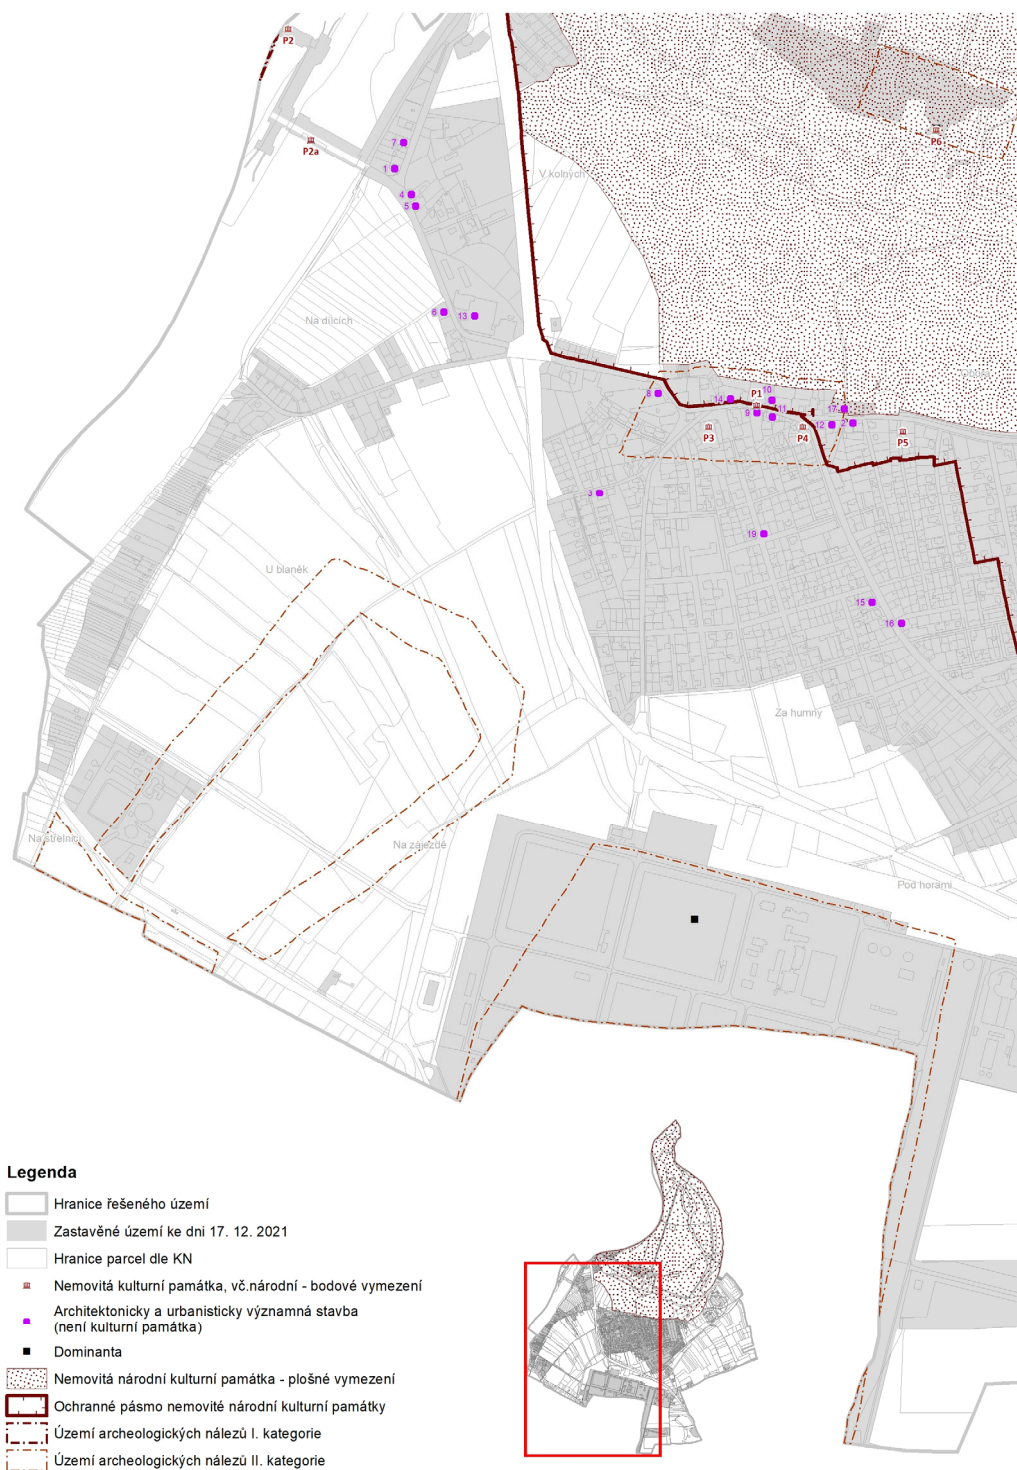 P2
P2a
P6
7
1
4
5
V kolných
6
13
Na dílcích
8
14
10
P1
9
11
17
12
2
P3
P4
P5
3
19
U blaněk
15
16
Za humny
Na střelnici
Na zájezdě
Pod horami
Legenda
Hranice řešeného území
Zastavěné území ke dni 17. 12. 2021
Hranice parcel dle KN
Nemovitá kulturní památka, vč.národní - bodové vymezení
Architektonicky a urbanisticky významná stavba
(není kulturní památka)
Dominanta
Nemovitá národní kulturní památka - plošné vymezení
Ochranné pásmo nemovité národní kulturní památky
Území archeologických nálezů I. kategorie
Území archeologických nálezů II. kategorie